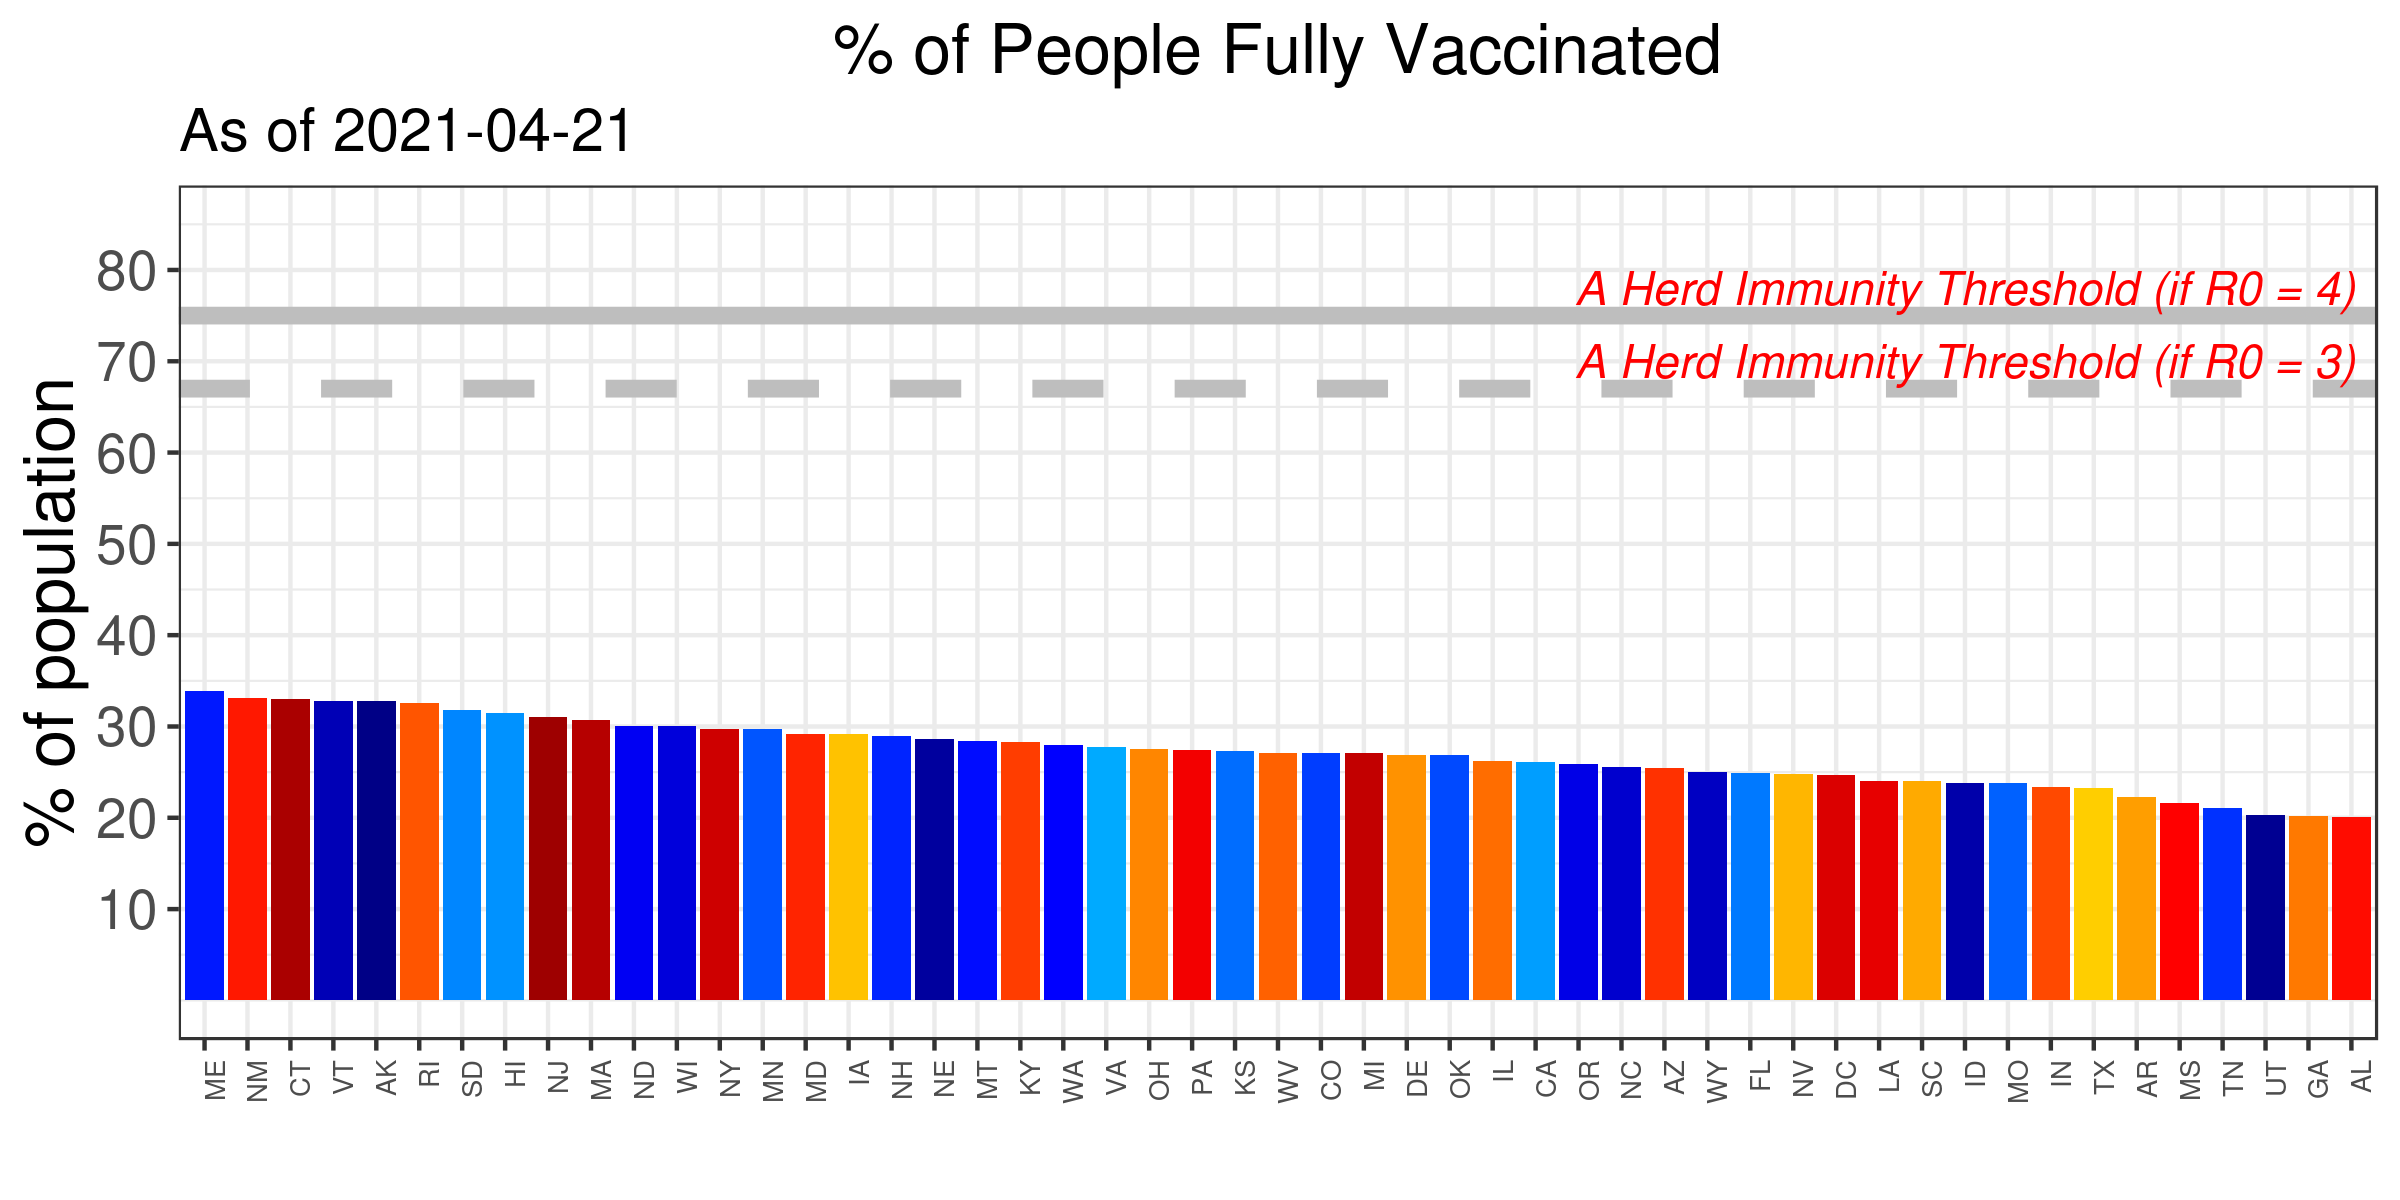 % of People Fully Vaccinated
As of 2021-04-21
% of population
80
70
60
50
40
30
20
10
A Herd Immunity Threshold (if R0 = 4)
A Herd Immunity Threshold (if R0 = 3)
ME NM CT VT AK RI SD HI NJ MA ND WI NY MN MD IA NH NE MT KY WA VA OH PA KS WV CO MI DE OK IL CA OR NC AZ WY FL NV DC LA SC ID MO IN TX AR MS TN UT GA AL